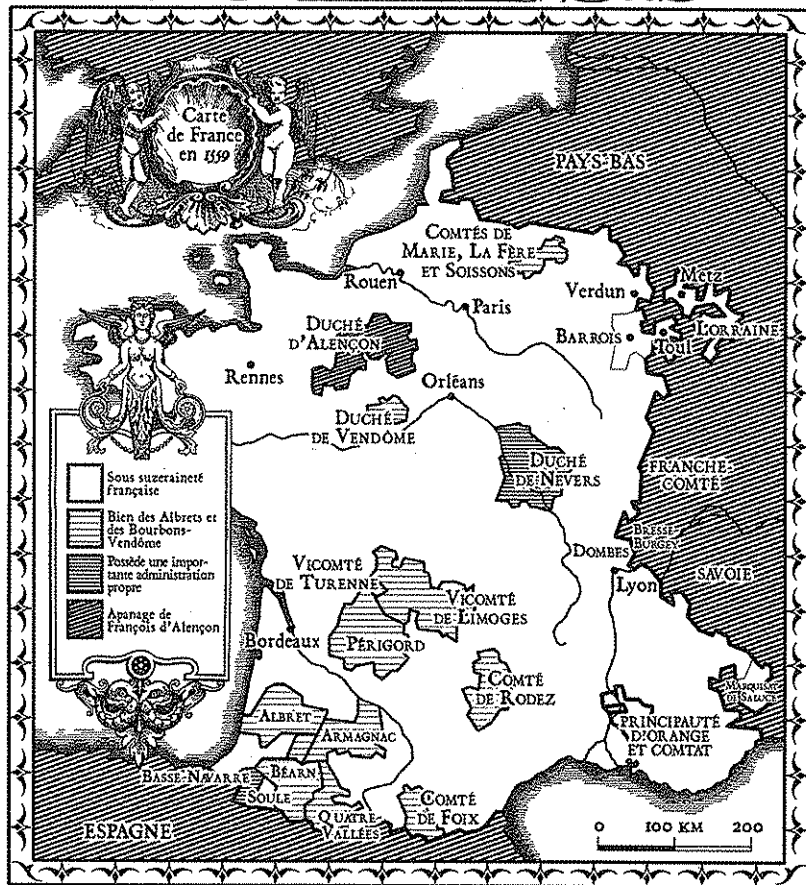 Carte
de France
en 1559
PAYS-BAS
COMTÉS DE
MARIE, LA FÈRE
ET SOISSONS
Rouen
Paris
Verdun
Metz
BARROIS
Toul
LORRAINE
DUCHÉ
D'ALENÇON
Rennes
Orléans
DUCHÉ
DE VENDÔME
DUCHÉ
DE NEVERS
FRANCHE-
COMTÉ
Sous suzeraineté
française
Bien des Albrets et
des Bourbons-
Vendôme
Possède une impor-
tante administration
propre
Apanage de
François d'Alençon
BRESSE-
BUGEY
DOMBES
Lyon
SAVOIE
VICOMTÉ
DE TURENNE
VICOMTÉ
DE LIMOGES
Bordeaux
PÉRIGORD
COMTÉ
DE RODEZ
MARQUISAT
DE SALUCE
PRINCIPAUTÉ
D'ORANGE
ET COMTAT
ALBRET
ARMAGNAC
BASSE-NAVARRE
BÉARN
SOULE
QUATRE-
VALLÉES
COMTÉ
DE FOIX
ESPAGNE
0 100 KM 200